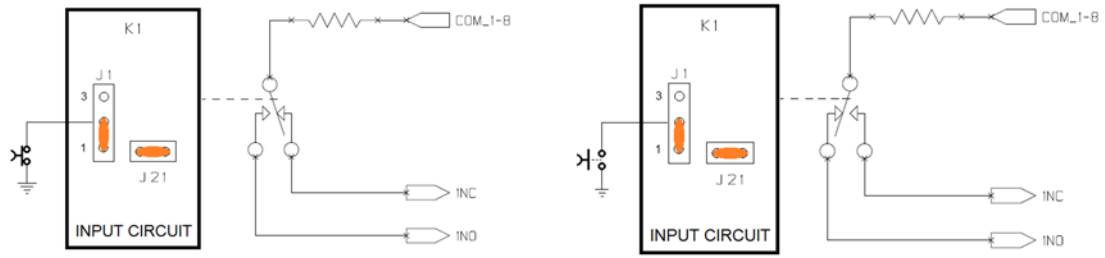 K1
J1
3
1
J21
INPUT CIRCUIT
COM_1-8
1NC
1NO
K1
J1
3
1
J21
INPUT CIRCUIT
COM_1-8
1NC
1NO